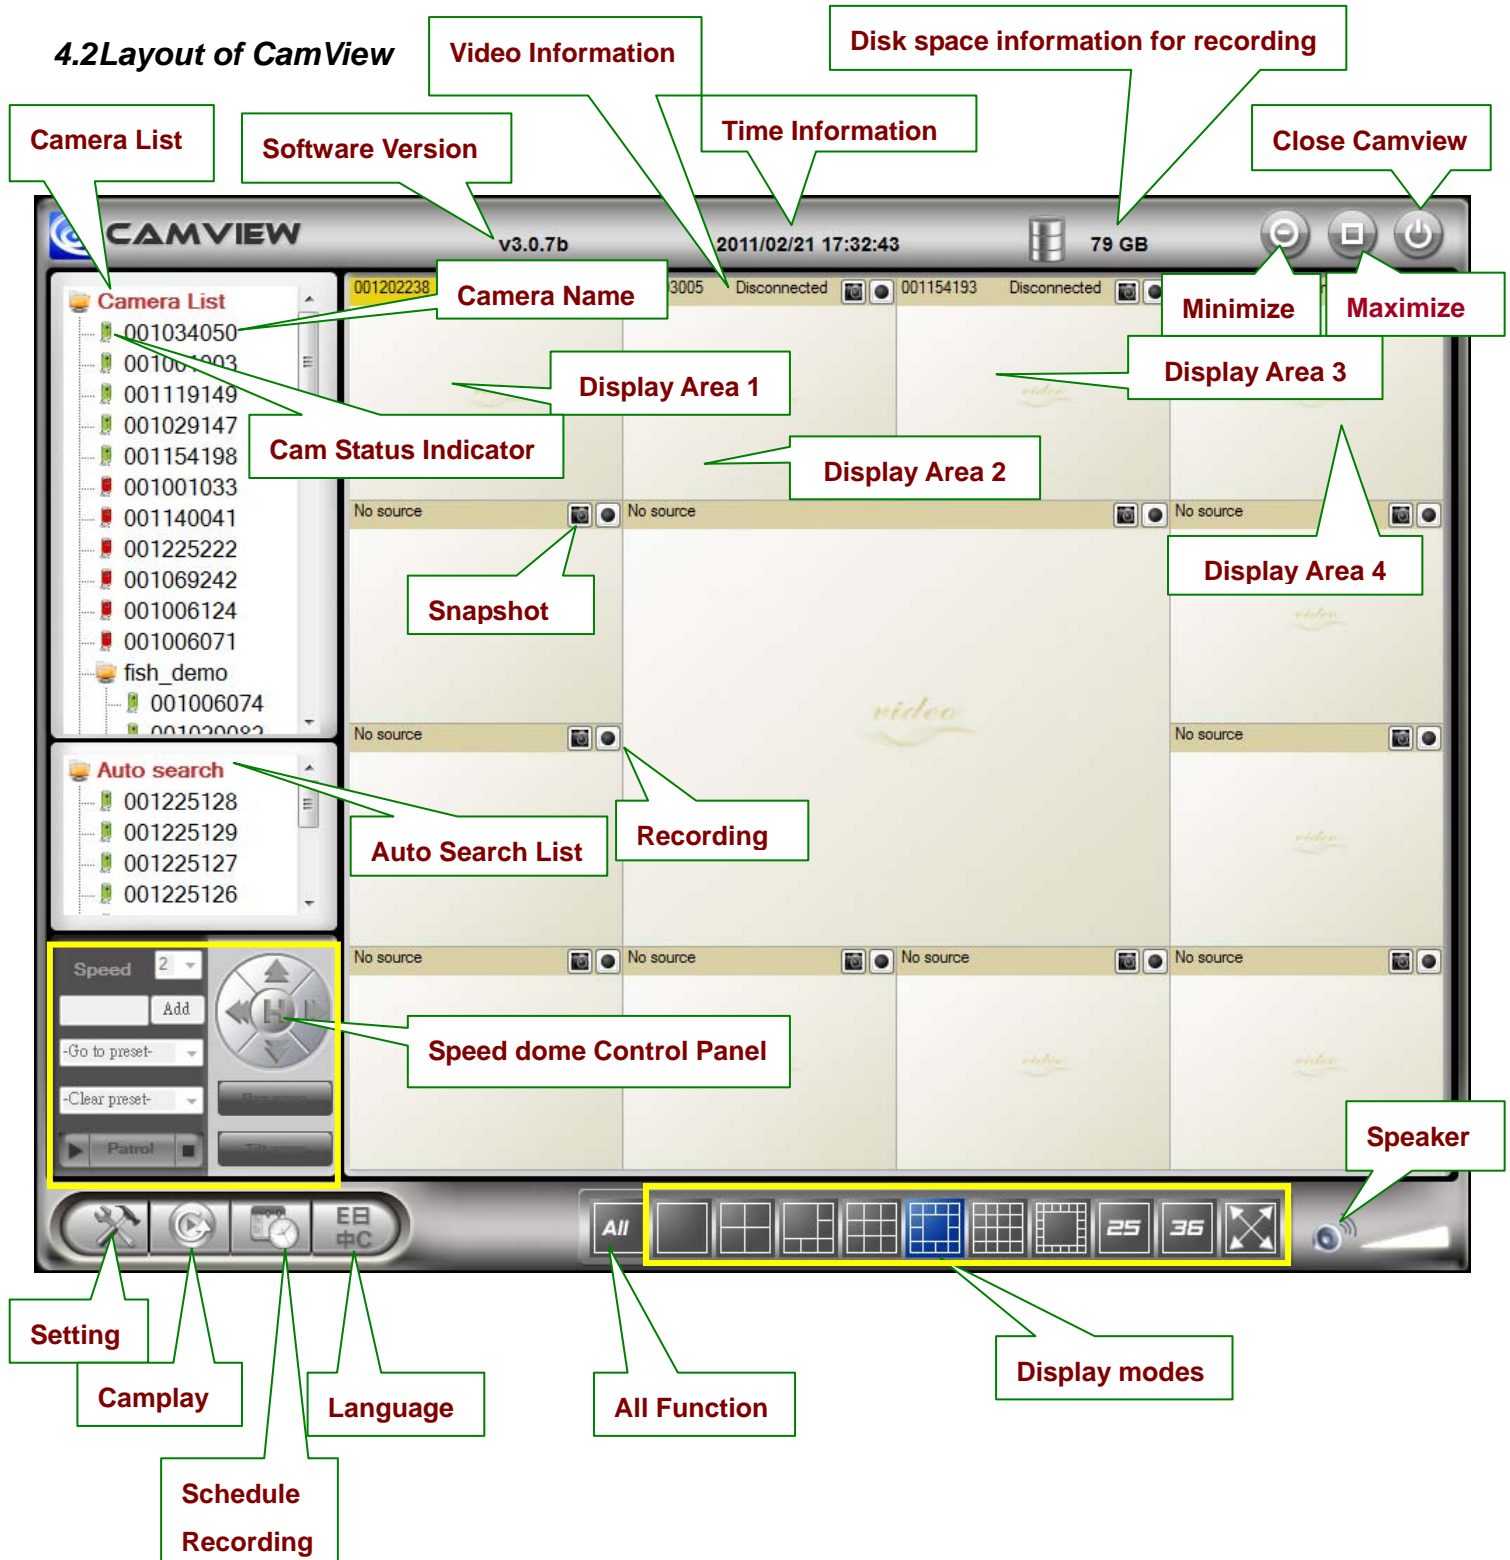 4.2Layout of CamView
Video Information
Disk space information for recording
Camera List
Software Version
Time Information
Close Camview
CAMVIEW
v3.0.7b
2011/02/21 17:32:43
79 GB
Minimize
Maximize
Camera List
001034050
001119149
001029147
001154198
001001033
001140041
001225222
001069242
001006124
001006071
fish_demo
001006074
Camera Name
Cam Status Indicator
001202238
3005 Disconnected
001154193 Disconnected
Display Area 1
Display Area 2
Display Area 3
Display Area 4
No source
No source
No source
Snapshot
video
No source
No source
Auto search
001225128
001225129
001225127
001225126
Auto Search List
Recording
No source
No source
No source
No source
Speed 2
Add
-Go to preset-
-Clear preset-
Patrol
H
Speed dome Control Panel
Speaker
E日
中C
All
25
36
Setting
Camplay
Schedule
Recording
Language
All Function
Display modes